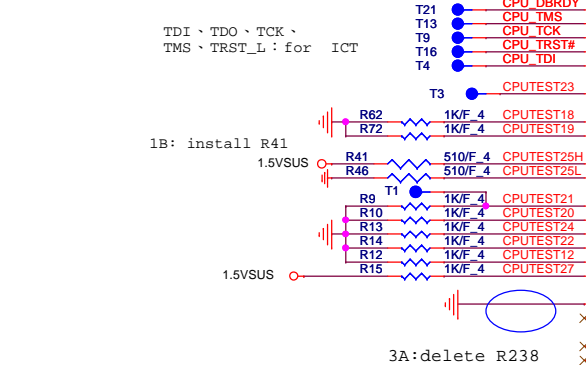 T21 CPU_DBRDY
T13 CPU_TMS
T9 CPU_TCK
T16 CPU_TRST#
T4 CPU_TDI
TDI、TDO、TCK、
TMS、TRST_L：for ICT
T3 CPUTEST23
R62 1K/F_4 CPUTEST18
R72 1K/F_4 CPUTEST19
1B: install R41
1.5VSUS R41 510/F_4 CPUTEST25H
R46 510/F_4 CPUTEST25L
T1
R9 1K/F_4 CPUTEST21
R10 1K/F_4 CPUTEST20
R13 1K/F_4 CPUTEST24
R14 1K/F_4 CPUTEST22
R12 1K/F_4 CPUTEST12
1.5VSUS R15 1K/F_4 CPUTEST27
3A:delete R238